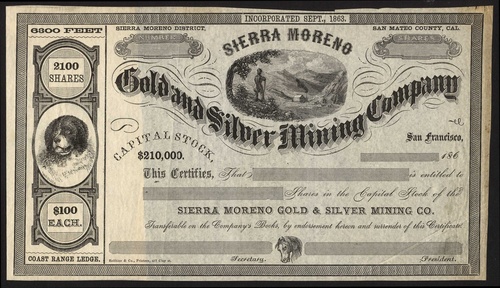 INCORPORATED SEPT., 1863.
6300 FEET
SIERRA MORENO DISTRICT,
SAN MATEO COUNTY, CAL.
NUMBER
SHARES
SIERRA MORENO
2100
SHARES
Gold and Silver Mining Company
CAPITAL STOCK,
$210,000.
San Francisco,
186
This Certifies, That
is entitled to
Shares in the Capital Stock of the
SIERRA MORENO GOLD & SILVER MINING CO.
$100
EACH.
Transferable on the Company's Books, by endorsement hereon and surrender of this Certificate.
COAST RANGE LEDGE.
Secretary.
President.